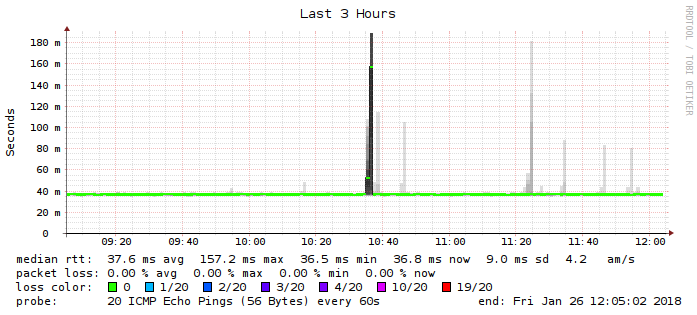 Last 3 Hours
RRDTOOL / TOBI OETIKER
Seconds
180 m
160 m
140 m
120 m
100 m
80 m
60 m
40 m
20 m
0
09:20 09:40 10:00 10:20 10:40 11:00 11:20 11:40 12:00
median rtt: 37.6 ms avg 157.2 ms max 36.5 ms min 36.8 ms now 9.0 ms sd 4.2 am/s
packet loss: 0.00 % avg 0.00 % max 0.00 % min 0.00 % now
loss color: 0 1/20 2/20 3/20 4/20 10/20 19/20
probe: 20 ICMP Echo Pings (56 Bytes) every 60s end: Fri Jan 26 12:05:02 2018